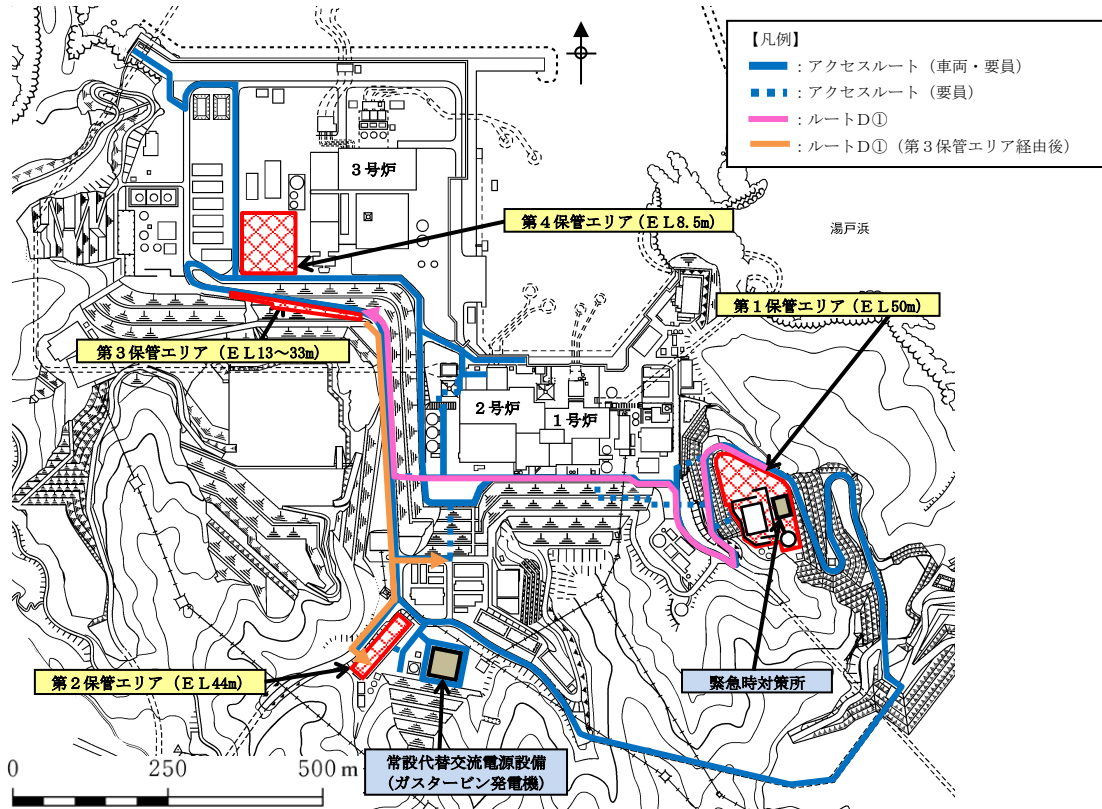 【凡例】
：アクセスルート（車両・要員）
：アクセスルート（要員）
：ルートD①
：ルートD①（第３保管エリア経由後）
３号炉
第４保管エリア（ＥＬ8.5m）
湯戸浜
第１保管エリア（ＥＬ50m）
第３保管エリア（ＥＬ13～33m）
２号炉
１号炉
第２保管エリア（ＥＬ44m）
緊急時対策所
常設代替交流電源設備
(ガスタービン発電機)
0 250 500 m